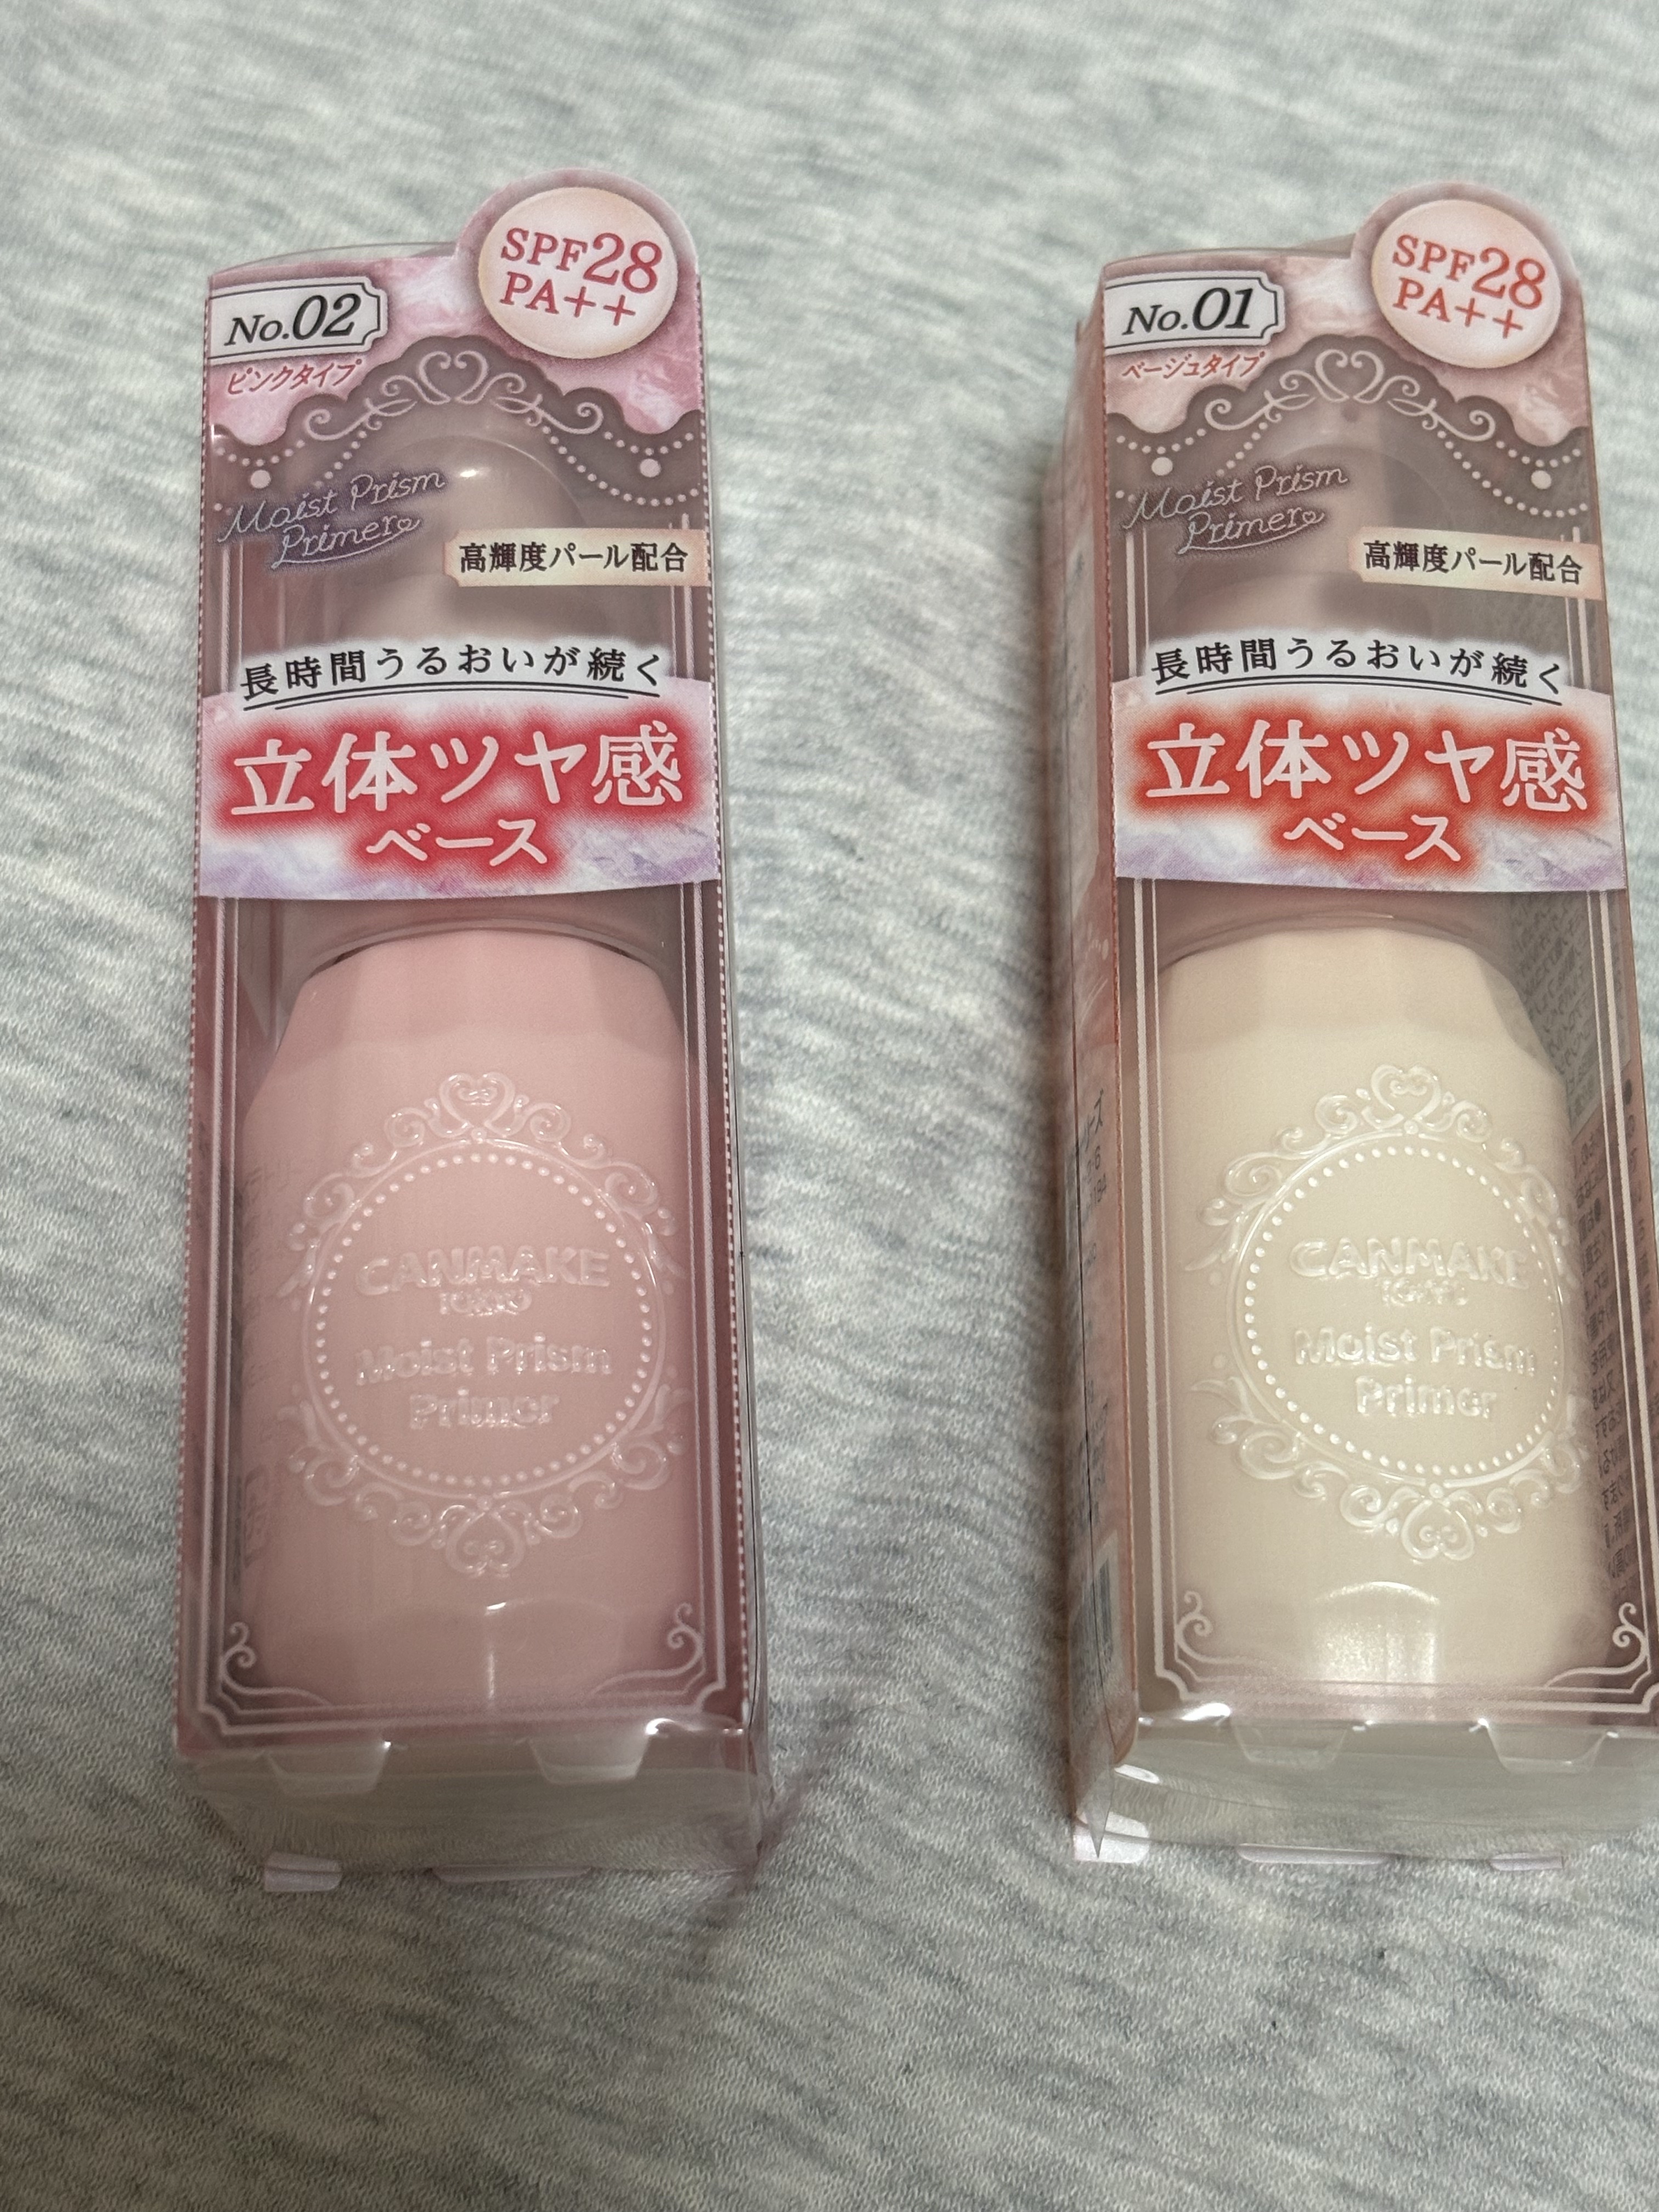 No.02
SPF28
PA++
ピンクタイプ
Moist Prism
Primer
高輝度パール配合
長時間うるおいが続く
立体ツヤ感
ベース
CANMAKE
TOKYO
Moist Prism
Primer
No.01
SPF28
PA++
ベージュタイプ
Moist Prism
Primer
高輝度パール配合
長時間うるおいが続く
立体ツヤ感
ベース
CANMAKE
TOKYO
Moist Prism
Primer